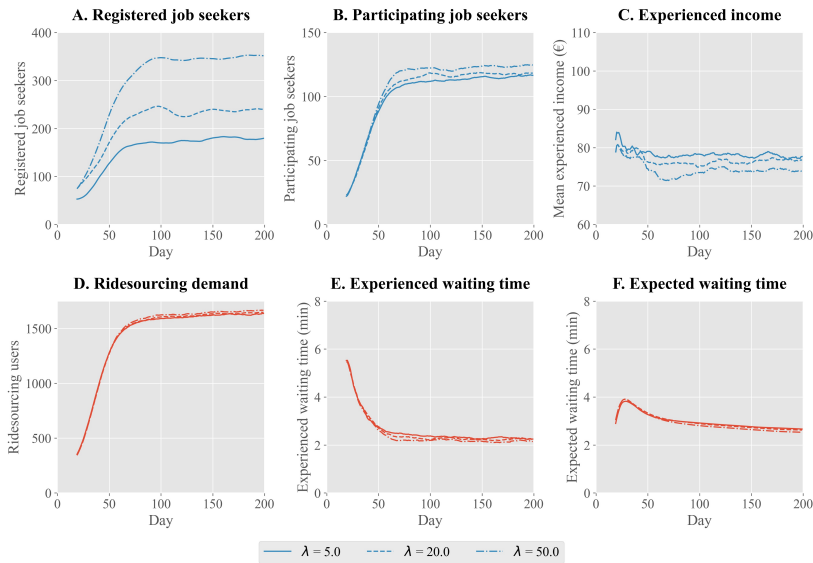 A. Registered job seekers
B. Participating job seekers
C. Experienced income
Registered job seekers
400
300
200
100
0
0 50 100 150 200
Day
Participating job seekers
150
100
50
0
0 50 100 150 200
Day
Mean experienced income (€)
110
100
90
80
70
60
0 50 100 150 200
Day
D. Ridesourcing demand
E. Experienced waiting time
F. Expected waiting time
Ridesourcing users
1500
1000
500
0
0 50 100 150 200
Day
Experienced waiting time (min)
8
6
4
2
0
0 50 100 150 200
Day
Expected waiting time (min)
8
6
4
2
0
0 50 100 150 200
Day
λ = 5.0 λ = 20.0 λ = 50.0